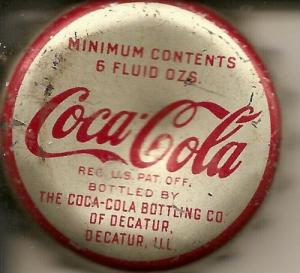 MINIMUM CONTENTS
6 FLUID OZS.
Coca-Cola
REG. U.S. PAT. OFF.
BOTTLED BY
THE COCA-COLA BOTTLING CO.
OF DECATUR,
DECATUR, ILL.